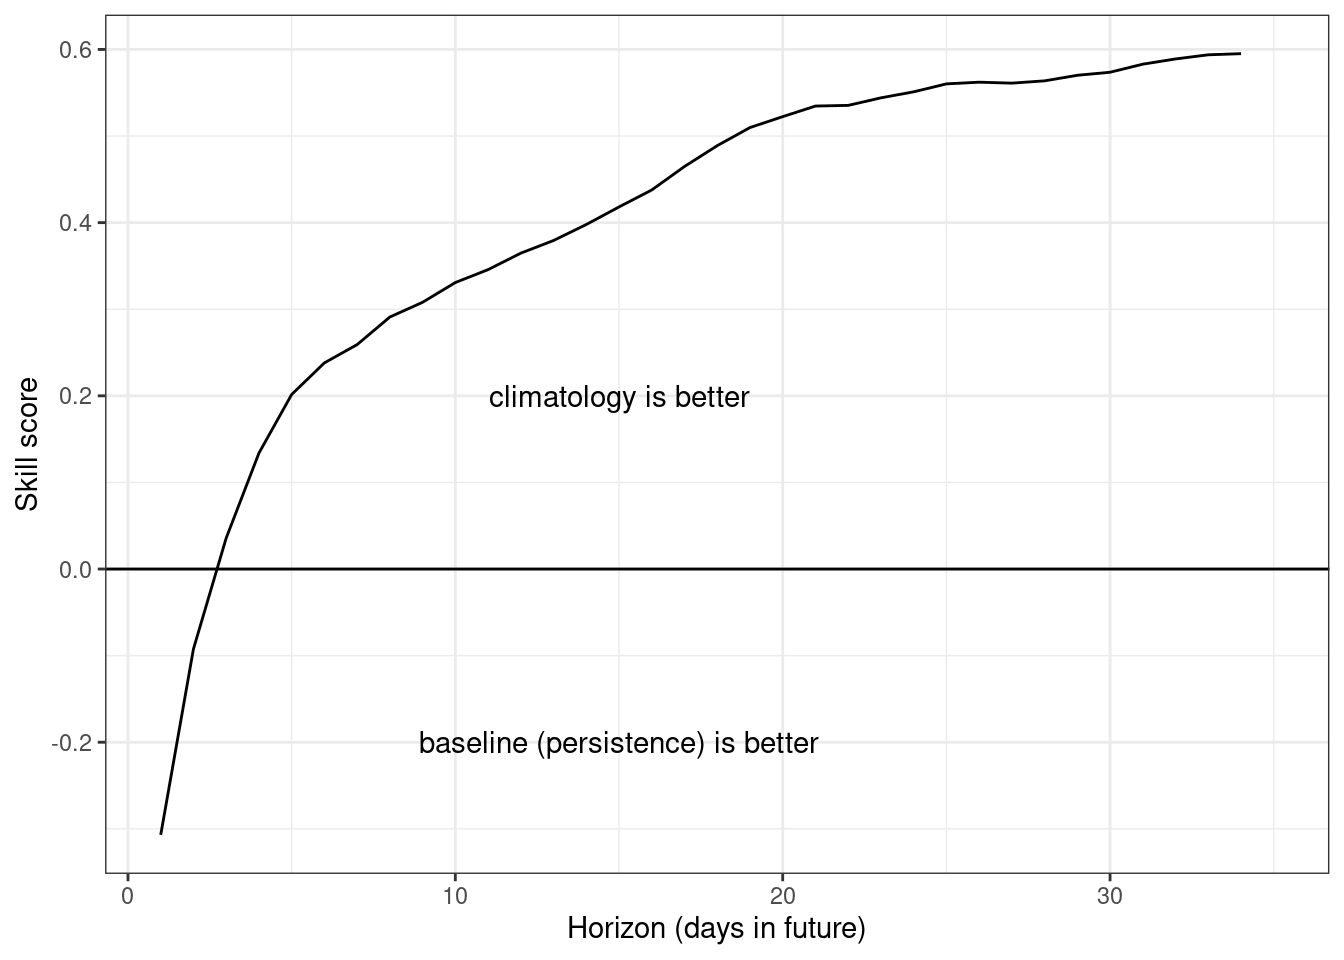 0.6
0.4
0.2
0.0
-0.2
Skill score
climatology is better
baseline (persistence) is better
0 10 20 30
Horizon (days in future)